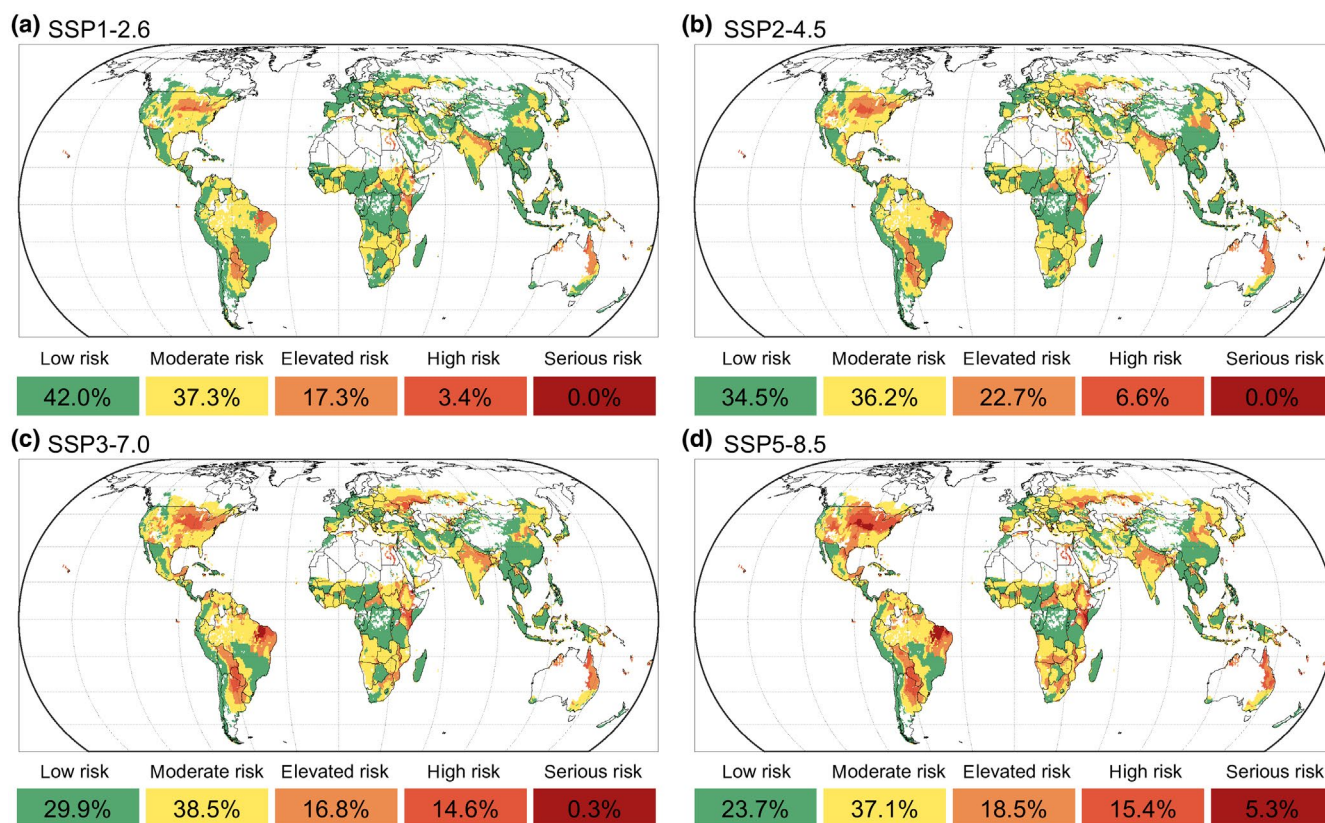 (a) SSP1-2.6
(b) SSP2-4.5
Low risk Moderate risk Elevated risk High risk Serious risk
42.0% 37.3% 17.3% 3.4% 0.0%
Low risk Moderate risk Elevated risk High risk Serious risk
34.5% 36.2% 22.7% 6.6% 0.0%
(c) SSP3-7.0
(d) SSP5-8.5
Low risk Moderate risk Elevated risk High risk Serious risk
29.9% 38.5% 16.8% 14.6% 0.3%
Low risk Moderate risk Elevated risk High risk Serious risk
23.7% 37.1% 18.5% 15.4% 5.3%